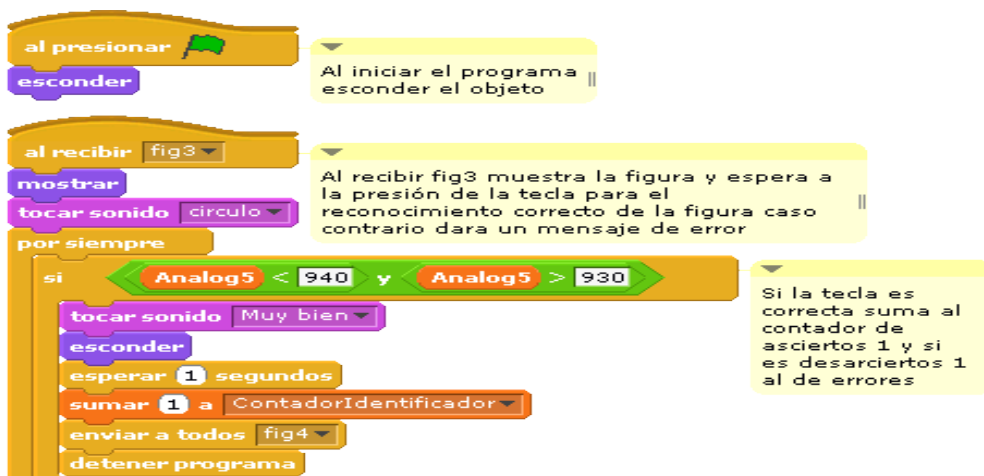 al presionar
Al iniciar el programa
esconder el objeto
esconder
al recibir fig3
Al recibir fig3 muestra la figura y espera a
la presión de la tecla para el
reconocimiento correcto de la figura caso
contrario dara un mensaje de error
mostrar
tocar sonido circulo
por siempre
si Analog5 < 940 y Analog5 > 930
Si la tecla es
correcta suma al
contador de
asciertos 1 y si
es desarciertos 1
al de errores
tocar sonido Muy bien
esconder
esperar 1 segundos
sumar 1 a ContadorIdentificador
enviar a todos fig4
detener programa